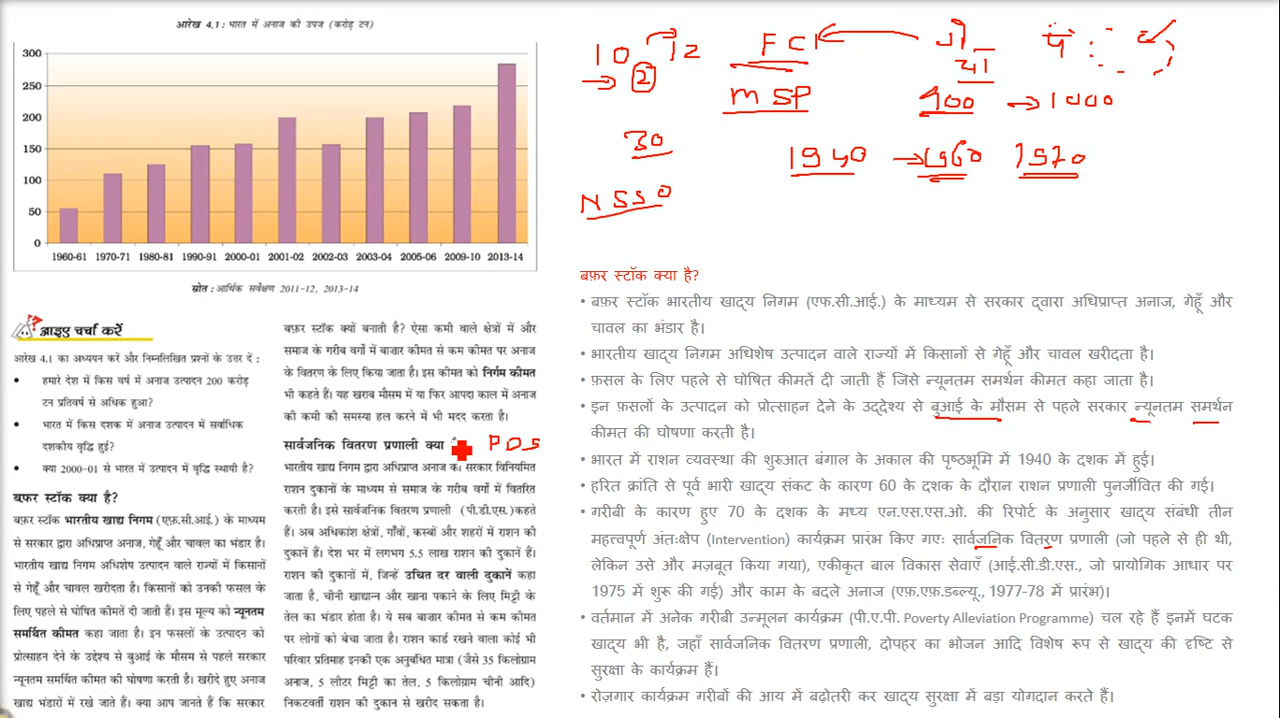 आरेख 4.1 : भारत में अनाज की उपज (करोड़ टन)
300
250
200
150
100
50
0
1960-61 1970-71 1980-81 1990-91 2000-01 2001-02 2002-03 2003-04 2005-06 2009-10 2013-14
स्रोत : आर्थिक सर्वेक्षण 2011-12, 2013-14
आइए चर्चा करें
आरेख 4.1 का अध्ययन करें और निम्नलिखित प्रश्नों के उत्तर दें :
• हमारे देश में किस वर्ष में अनाज उत्पादन 200 करोड़
टन प्रतिवर्ष से अधिक हुआ?
• भारत में किस दशक में अनाज उत्पादन में सर्वाधिक
दशकीय वृद्धि हुई?
• क्या 2000-01 से भारत में उत्पादन में वृद्धि स्थायी है?
बफर स्टॉक क्या है?
बफ़र स्टॉक भारतीय खाद्य निगम (एफ़.सी.आई.) के माध्यम
से सरकार द्वारा अधिप्राप्त अनाज, गेहूँ और चावल का भंडार है।
भारतीय खाद्य निगम अधिशेष उत्पादन वाले राज्यों में किसानों
से गेहूँ और चावल खरीदता है। किसानों को उनकी फसल के
लिए पहले से घोषित कीमतें दी जाती हैं। इस मूल्य को न्यूनतम
समर्थित कीमत कहा जाता है। इन फसलों के उत्पादन को
प्रोत्साहन देने के उद्देश्य से बुआई के मौसम से पहले सरकार
न्यूनतम समर्थित कीमत की घोषणा करती है। खरीदे हुए अनाज
खाद्य भंडारों में रखे जाते हैं। क्या आप जानते हैं कि सरकार
बफ़र स्टॉक क्यों बनाती है? ऐसा कमी वाले क्षेत्रों में और
समाज के गरीब वर्गों में बाज़ार कीमत से कम कीमत पर अनाज
के वितरण के लिए किया जाता है। इस कीमत को निर्गम कीमत
भी कहते हैं। यह खराब मौसम में या फिर आपदा काल में अनाज
की कमी की समस्या हल करने में भी मदद करता है।
सार्वजनिक वितरण प्रणाली क्या PDS
भारतीय खाद्य निगम द्वारा अधिप्राप्त अनाज को सरकार विनियमित
राशन दुकानों के माध्यम से समाज के गरीब वर्गों में वितरित
करती है। इसे सार्वजनिक वितरण प्रणाली (पी.डी.एस.) कहते
हैं। अब अधिकांश क्षेत्रों, गाँवों, कस्बों और शहरों में राशन की
दुकानें हैं। देश भर में लगभग 5.5 लाख राशन की दुकानें हैं।
राशन की दुकानों में, जिन्हें उचित दर वाली दुकानें कहा
जाता है, चीनी खाद्यान्न और खाना पकाने के लिए मिट्टी के
तेल का भंडार होता है। ये सब बाज़ार कीमत से कम कीमत
पर लोगों को बेचा जाता है। राशन कार्ड रखने वाला कोई भी
परिवार प्रतिमाह इनकी एक अनुबंधित मात्रा (जैसे 35 किलोग्राम
अनाज, 5 लीटर मिट्टी का तेल, 5 किलोग्राम चीनी आदि)
निकटवर्ती राशन की दुकान से खरीद सकता है।
10 12 FCI
2 MSP 900 1000
30 1940 1960 1970
NSSO
बफ़र स्टॉक क्या है?
• बफ़र स्टॉक भारतीय खाद्य निगम (एफ.सी.आई.) के माध्यम से सरकार द्वारा अधिप्राप्त अनाज, गेहूँ और
चावल का भंडार है।
• भारतीय खाद्य निगम अधिशेष उत्पादन वाले राज्यों में किसानों से गेहूँ और चावल खरीदता है।
• फ़सल के लिए पहले से घोषित कीमतें दी जाती हैं जिसे न्यूनतम समर्थन कीमत कहा जाता है।
• इन फ़सलों के उत्पादन को प्रोत्साहन देने के उद्देश्य से बुआई के मौसम से पहले सरकार न्यूनतम समर्थन
कीमत की घोषणा करती है।
• भारत में राशन व्यवस्था की शुरुआत बंगाल के अकाल की पृष्ठभूमि में 1940 के दशक में हुई।
• हरित क्रांति से पूर्व भारी खाद्य संकट के कारण 60 के दशक के दौरान राशन प्रणाली पुनर्जीवित की गई।
• गरीबी के कारण हुए 70 के दशक के मध्य एन.एस.एस.ओ. की रिपोर्ट के अनुसार खाद्य संबंधी तीन
महत्त्वपूर्ण अंतःक्षेप (Intervention) कार्यक्रम प्रारंभ किए गएः सार्वजनिक वितरण प्रणाली (जो पहले से ही थी,
लेकिन उसे और मज़बूत किया गया), एकीकृत बाल विकास सेवाएँ (आई.सी.डी.एस., जो प्रायोगिक आधार पर
1975 में शुरू की गई) और काम के बदले अनाज (एफ़.एफ़.डब्ल्यू., 1977-78 में प्रारंभ)।
• वर्तमान में अनेक गरीबी उन्मूलन कार्यक्रम (पी.ए.पी. Poverty Alleviation Programme) चल रहे हैं इनमें घटक
खाद्य भी है, जहाँ सार्वजनिक वितरण प्रणाली, दोपहर का भोजन आदि विशेष रूप से खाद्य की दृष्टि से
सुरक्षा के कार्यक्रम हैं।
• रोज़गार कार्यक्रम गरीबों की आय में बढ़ोतरी कर खाद्य सुरक्षा में बड़ा योगदान करते हैं।